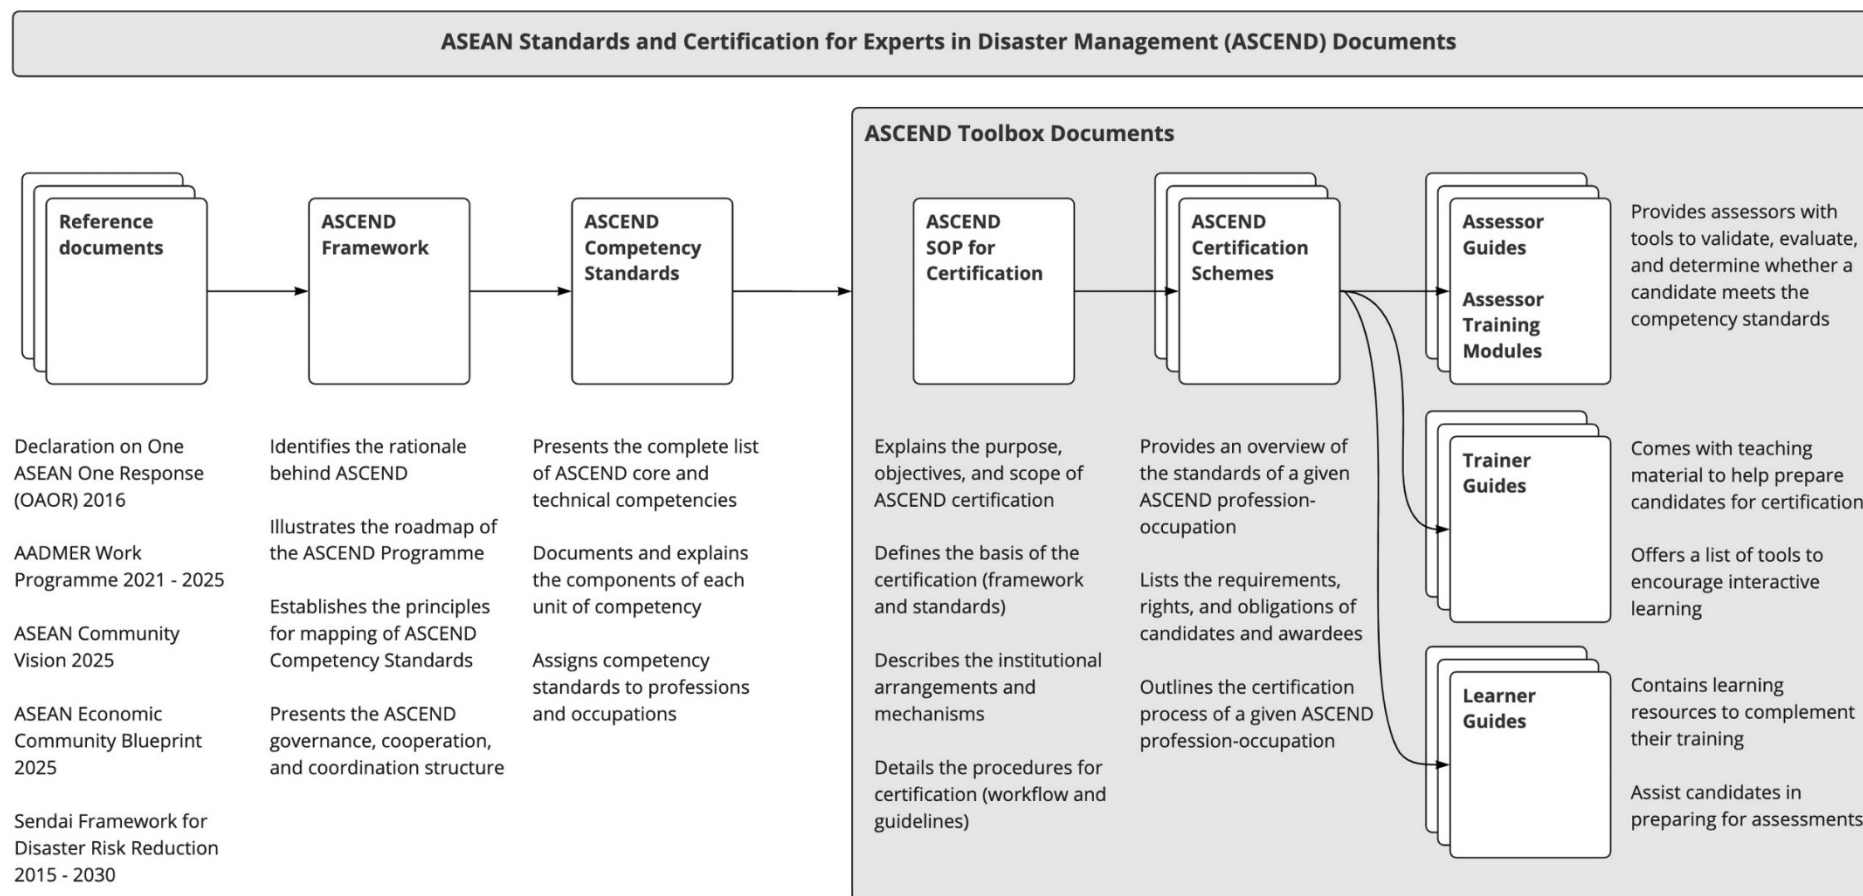 ASEAN Standards and Certification for Experts in Disaster Management (ASCEND) Documents
ASCEND Toolbox Documents
Reference
documents
ASCEND
Framework
ASCEND
Competency
Standards
ASCEND
SOP for
Certification
ASCEND
Certification
Schemes
Assessor
Guides
Assessor
Training
Modules
Provides assessors with
tools to validate, evaluate,
and determine whether a
candidate meets the
competency standards
Trainer
Guides
Comes with teaching
material to help prepare
candidates for certification
Offers a list of tools to
encourage interactive
learning
Learner
Guides
Contains learning
resources to complement
their training
Assist candidates in
preparing for assessments
Declaration on One
ASEAN One Response
(OAOR) 2016
AADMER Work
Programme 2021 - 2025
ASEAN Community
Vision 2025
ASEAN Economic
Community Blueprint
2025
Sendai Framework for
Disaster Risk Reduction
2015 - 2030
Identifies the rationale
behind ASCEND
Illustrates the roadmap of
the ASCEND Programme
Establishes the principles
for mapping of ASCEND
Competency Standards
Presents the ASCEND
governance, cooperation,
and coordination structure
Presents the complete list
of ASCEND core and
technical competencies
Documents and explains
the components of each
unit of competency
Assigns competency
standards to professions
and occupations
Explains the purpose,
objectives, and scope of
ASCEND certification
Defines the basis of the
certification (framework
and standards)
Describes the institutional
arrangements and
mechanisms
Details the procedures for
certification (workflow and
guidelines)
Provides an overview of
the standards of a given
ASCEND profession-
occupation
Lists the requirements,
rights, and obligations of
candidates and awardees
Outlines the certification
process of a given ASCEND
profession-occupation